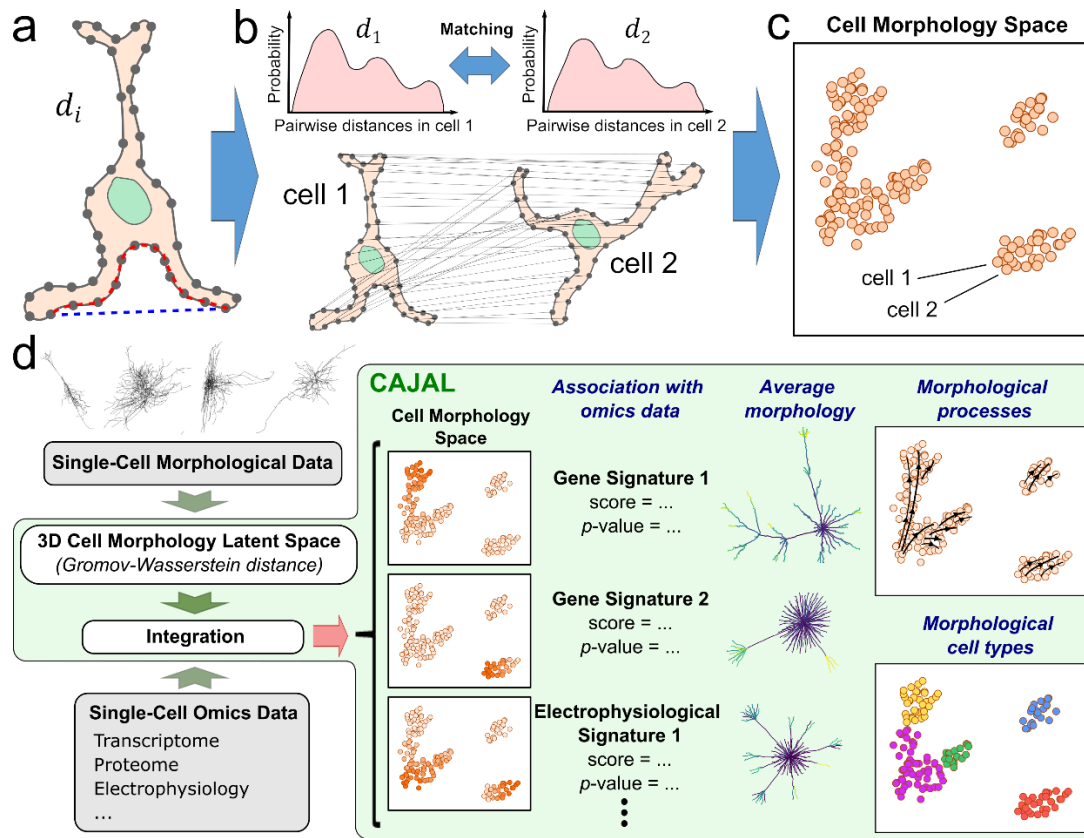 a
d_i
b
Probability
d_1
Pairwise distances in cell 1
Matching
Probability
d_2
Pairwise distances in cell 2
cell 1
cell 2
c
Cell Morphology Space
cell 1
cell 2
d
Single-Cell Morphological Data
3D Cell Morphology Latent Space
(Gromov-Wasserstein distance)
Integration
Single-Cell Omics Data
Transcriptome
Proteome
Electrophysiology
...
CAJAL
Cell Morphology
Space
Association with
omics data
Gene Signature 1
score = ...
p-value = ...
Gene Signature 2
score = ...
p-value = ...
Electrophysiological
Signature 1
score = ...
p-value = ...
Average
morphology
Morphological
processes
Morphological
cell types